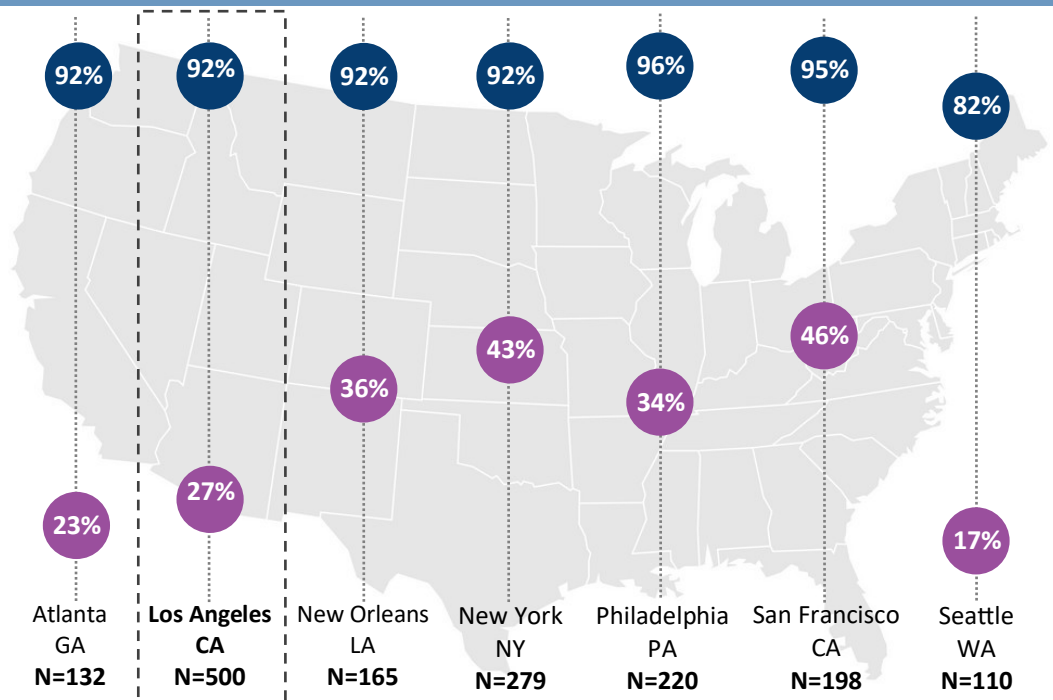 92%
92%
92%
92%
96%
95%
82%
23%
27%
36%
43%
34%
46%
17%
Atlanta
GA
N=132
Los Angeles
CA
N=500
New Orleans
LA
N=165
New York
NY
N=279
Philadelphia
PA
N=220
San Francisco
CA
N=198
Seattle
WA
N=110